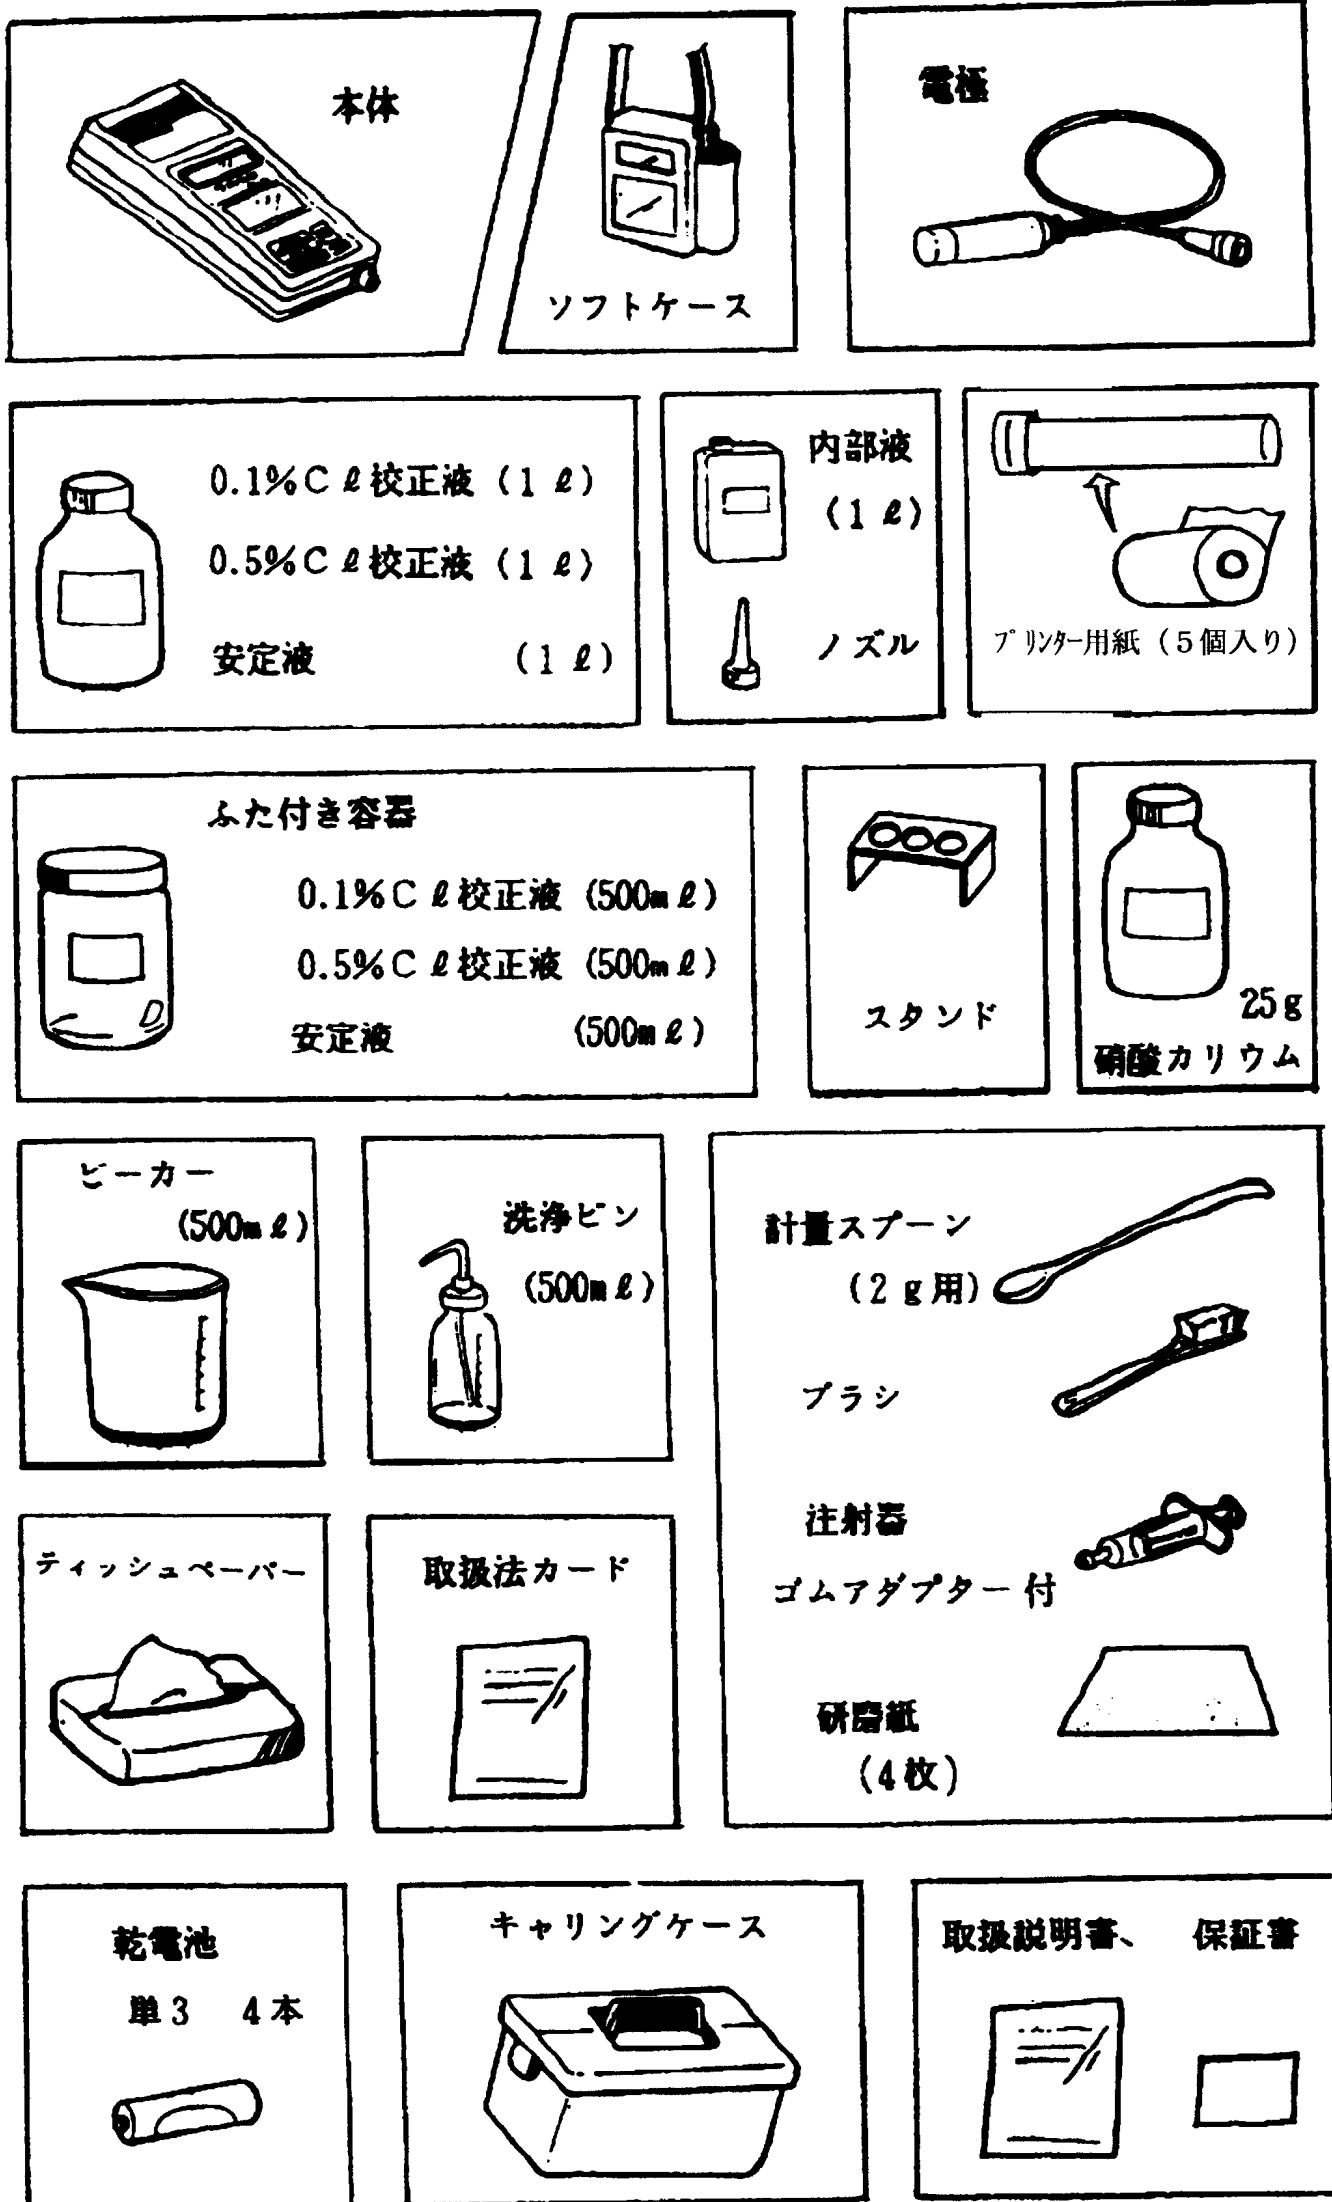 本体
ソフトケース
電極
0.1%Cℓ校正液(1ℓ)
0.5%Cℓ校正液(1ℓ)
安定液(1ℓ)
内部液
(1ℓ)
ノズル
プリンター用紙(5個入り)
ふた付き容器
0.1%Cℓ校正液(500mℓ)
0.5%Cℓ校正液(500mℓ)
安定液(500mℓ)
スタンド
25g
硝酸カリウム
ビーカー
(500mℓ)
洗浄ビン
(500mℓ)
計量スプーン
(2g用)
ブラシ
注射器
ゴムアダプター付
研磨紙
(4枚)
ティッシュペーパー
取扱法カード
乾電池
単3 4本
キャリングケース
取扱説明書、 保証書